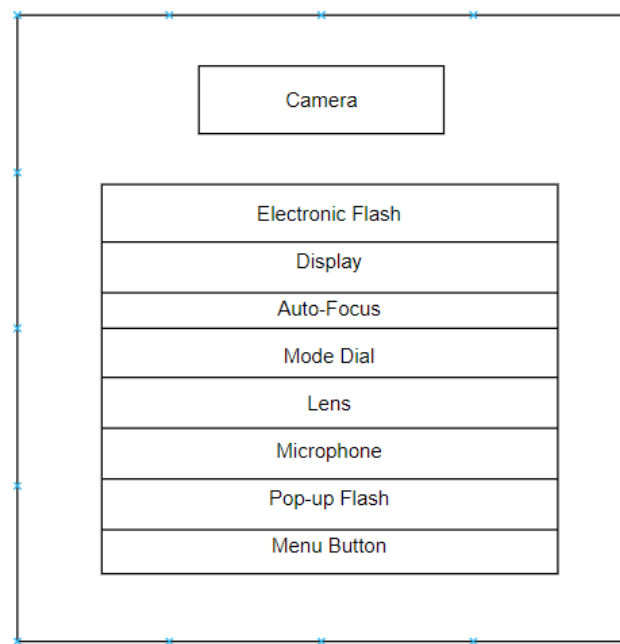 Camera
Electronic Flash
Display
Auto-Focus
Mode Dial
Lens
Microphone
Pop-up Flash
Menu Button